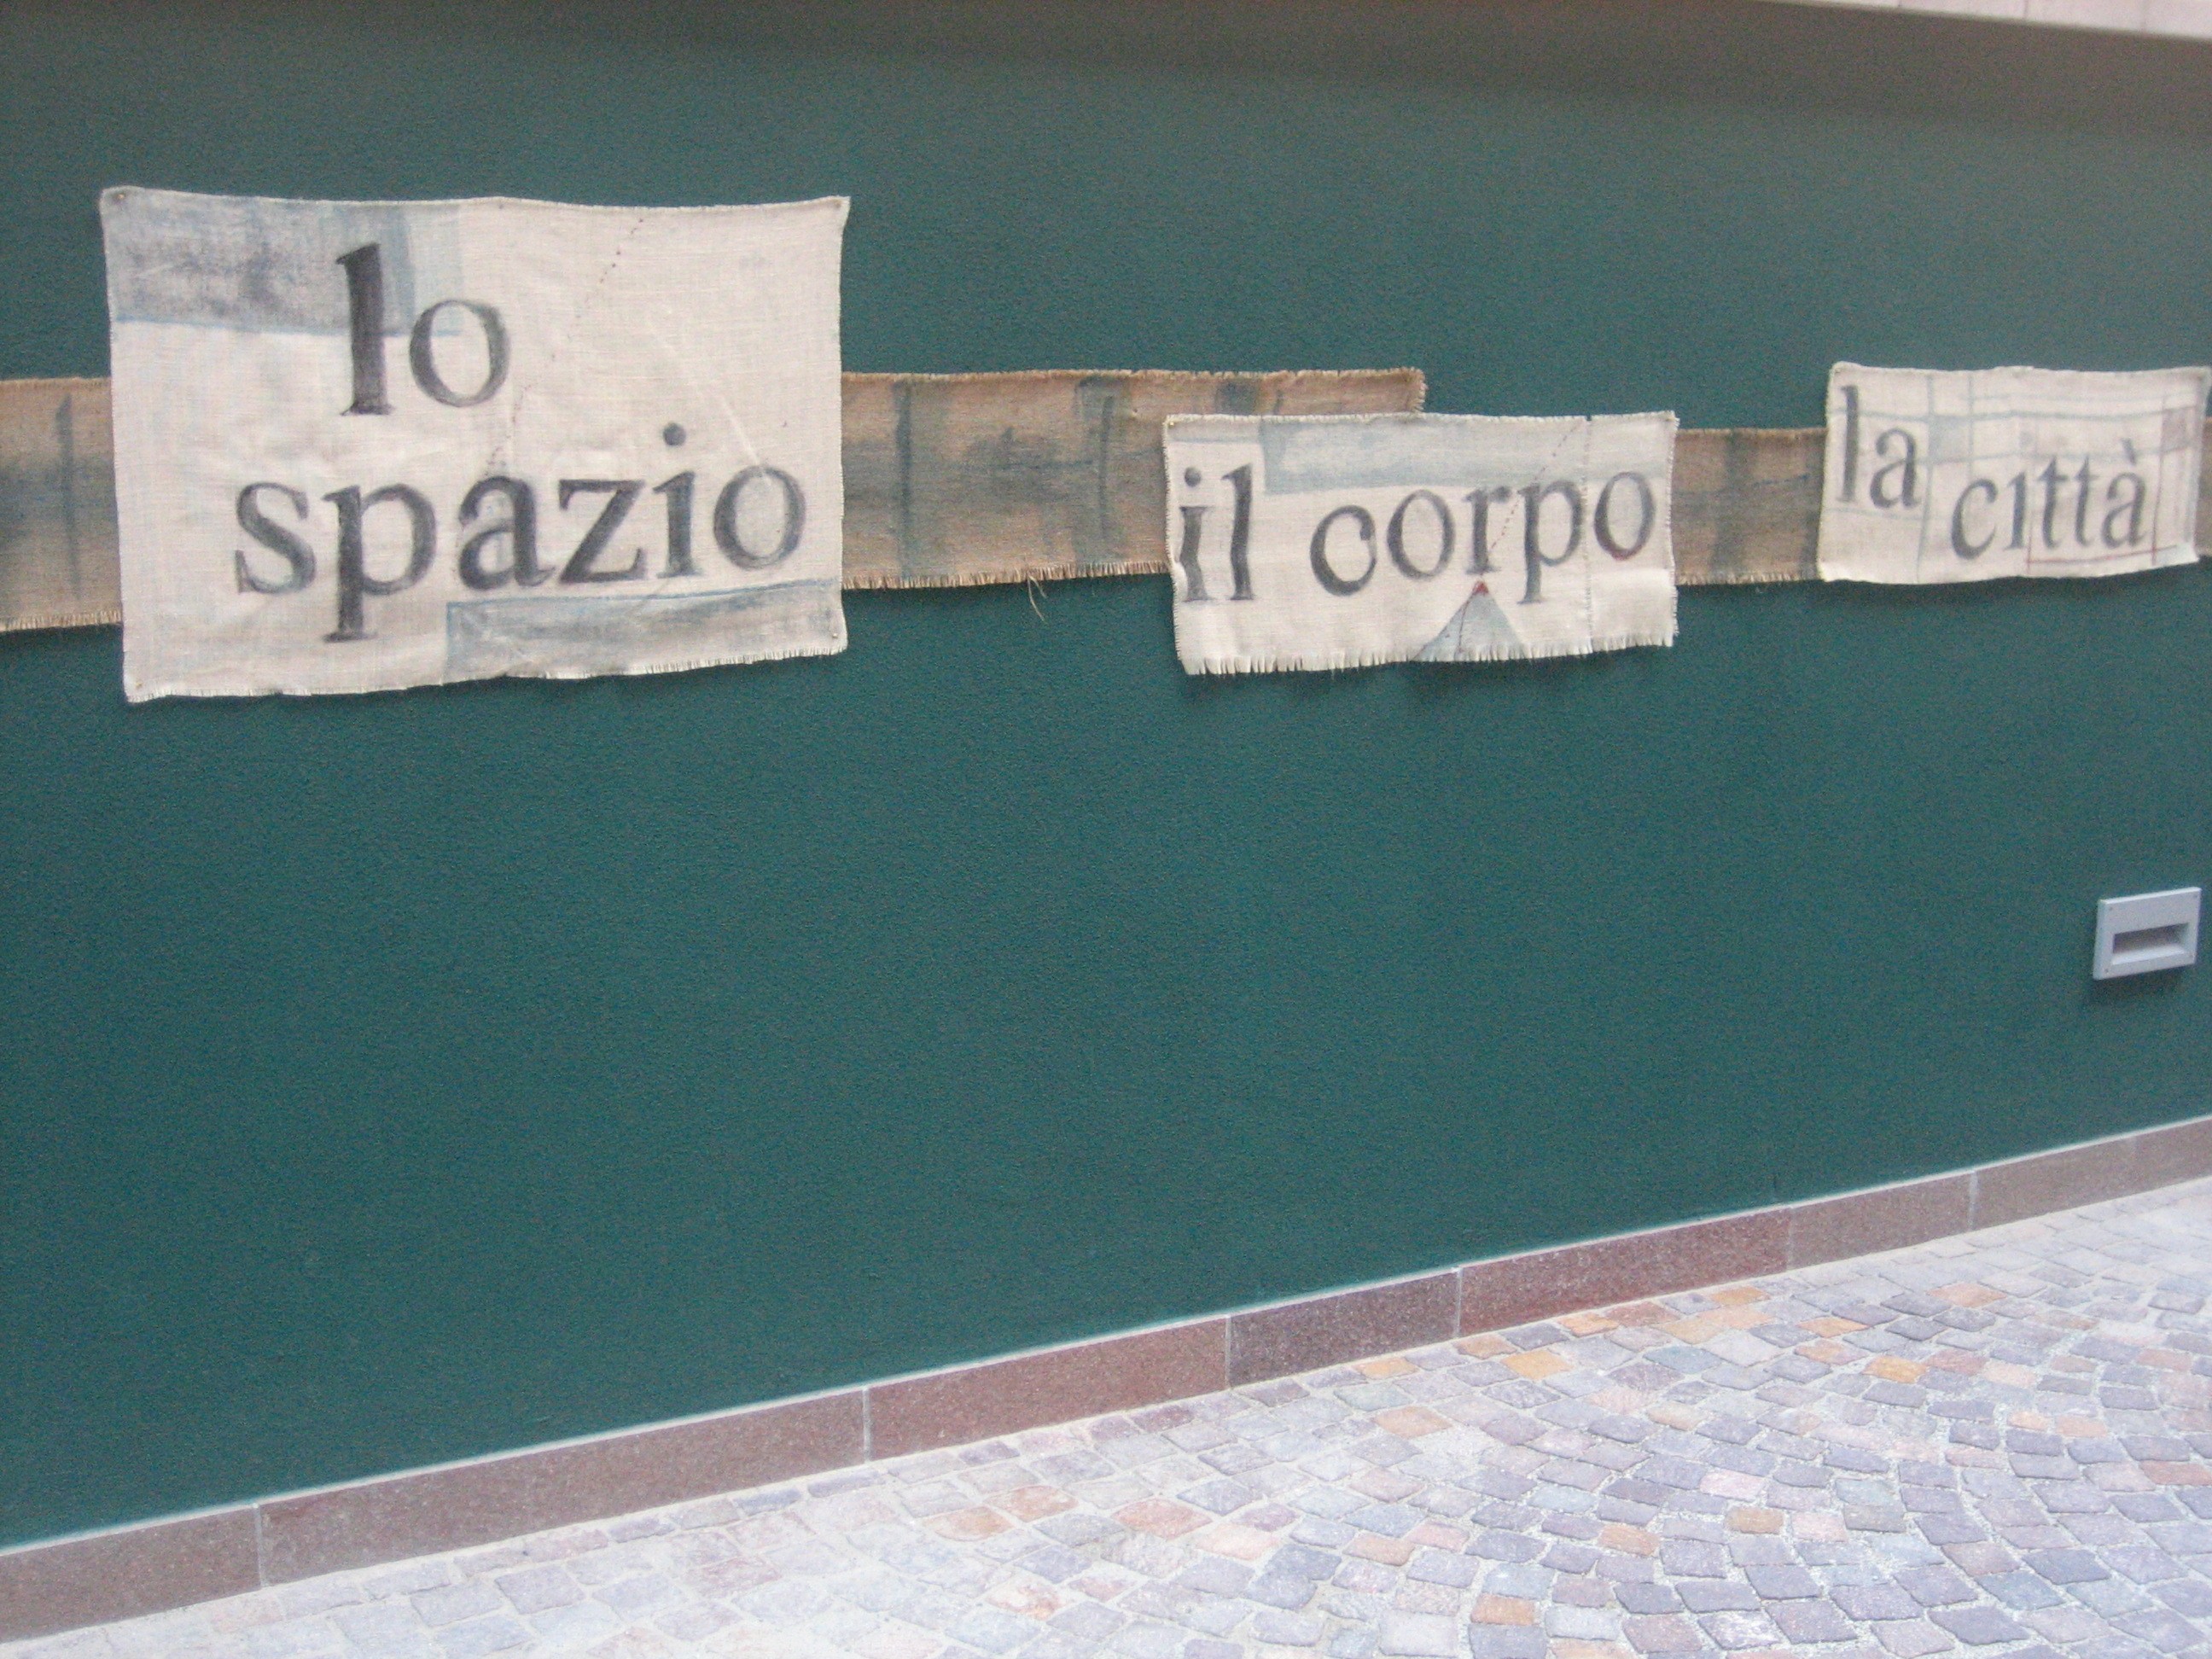 lo
spazio
il corpo
la
città